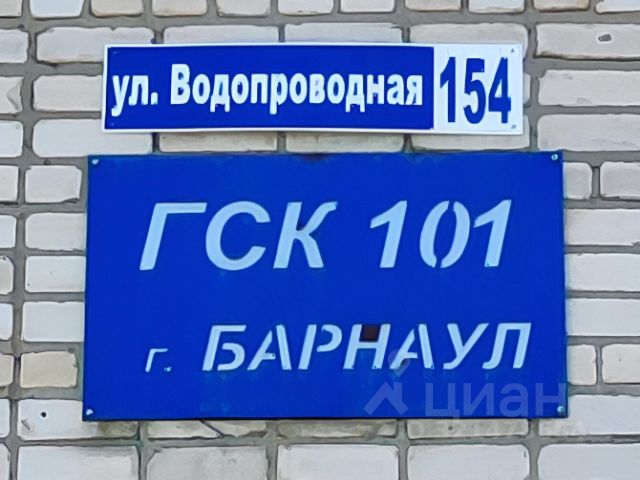 ул. Водопроводная 154
ГСК 101
г. БАРНАУЛ
циан